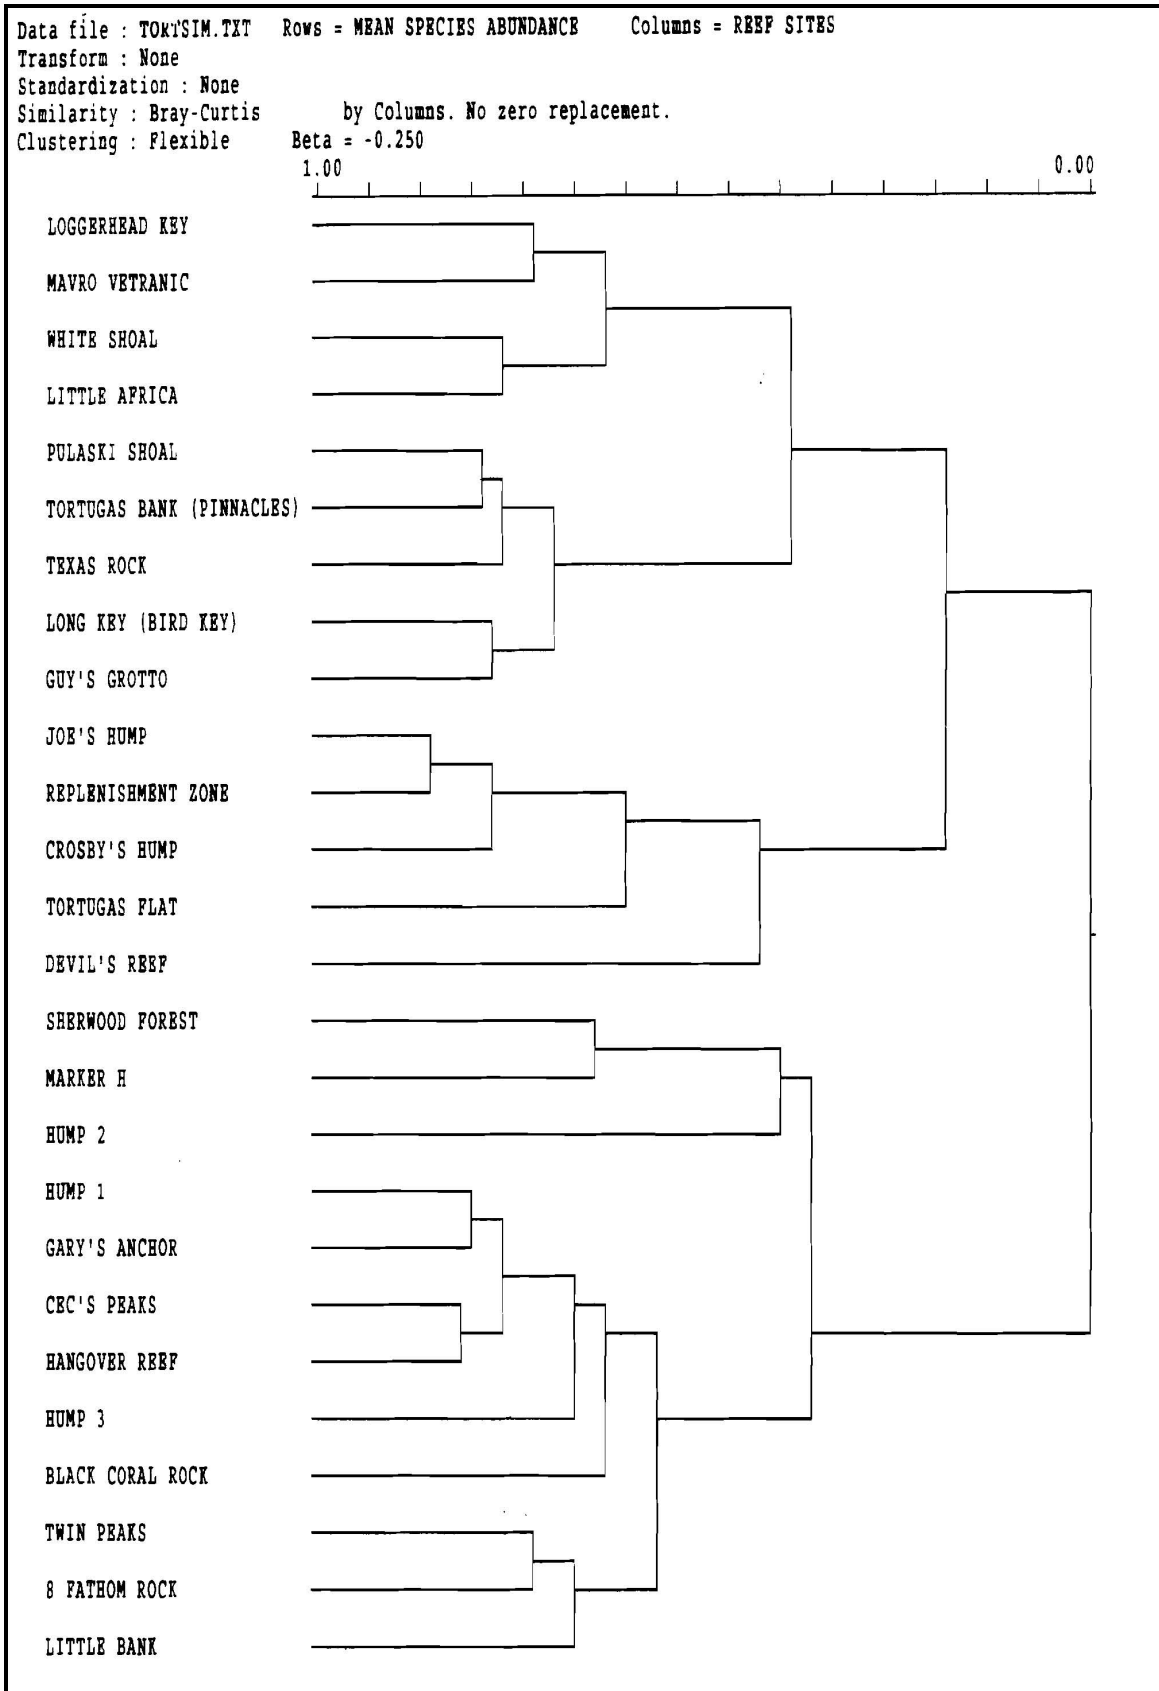 Data file : TORTSIM.TXT Rows = MEAN SPECIES ABUNDANCE Columns = REEF SITES
Transform : None
Standardization : None
Similarity : Bray-Curtis by Columns. No zero replacement.
Clustering : Flexible Beta = -0.250
1.00 0.00
LOGGERHEAD KEY
MAVRO VETRANIC
WHITE SHOAL
LITTLE AFRICA
PULASKI SHOAL
TORTUGAS BANK (PINNACLES)
TEXAS ROCK
LONG KEY (BIRD KEY)
GUY'S GROTTO
JOE'S HUMP
REPLENISHMENT ZONE
CROSBY'S HUMP
TORTUGAS FLAT
DEVIL'S REEF
SHERWOOD FOREST
MARKER H
HUMP 2
HUMP 1
GARY'S ANCHOR
CEC'S PEAKS
HANGOVER REEF
HUMP 3
BLACK CORAL ROCK
TWIN PEAKS
8 FATHOM ROCK
LITTLE BANK